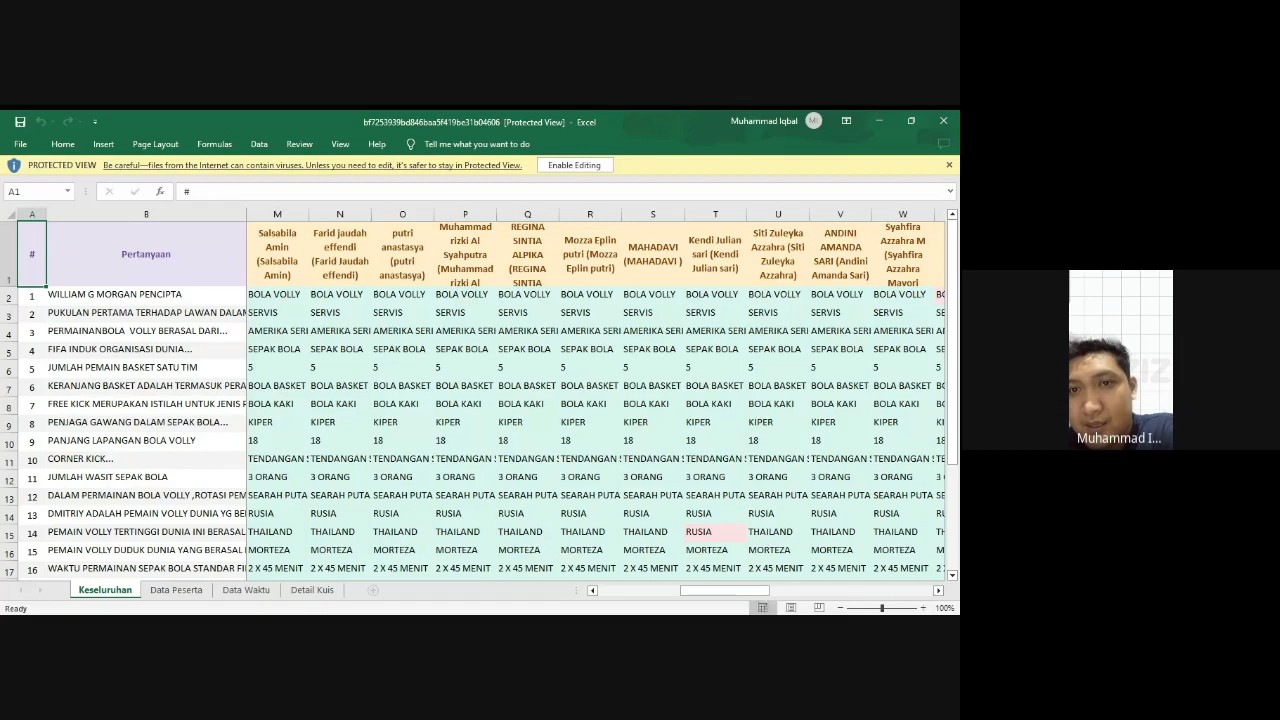 bf7253939bd846baa5f419be31b04606 [Protected View] - Excel
Muhammad Iqbal MI
File Home Insert Page Layout Formulas Data Review View Help Tell me what you want to do
PROTECTED VIEW Be careful—files from the Internet can contain viruses. Unless you need to edit, it's safer to stay in Protected View. Enable Editing
A1 fx #
A B M N O P Q R S T U V W
1 # Pertanyaan
Salsabila Amin (Salsabila Amin)
Farid jaudah effendi (Farid Jaudah effendi)
putri anastasya (putri anastasya)
Muhammad rizki Al Syahputra (Muhammad rizki Al
REGINA SINTIA ALPIKA (REGINA SINTIA
Mozza Eplin putri (Mozza Eplin putri)
MAHADAVI (MAHADAVI )
Kendi Julian sari (Kendi Julian sari)
Siti Zuleyka Azzahra (Siti Zuleyka Azzahra)
ANDINI AMANDA SARI (Andini Amanda Sari)
Syahfira Azzahra M (Syahfira Azzahra Mayori
2 1 WILLIAM G MORGAN PENCIPTA BOLA VOLLY BOLA VOLLY BOLA VOLLY BOLA VOLLY BOLA VOLLY BOLA VOLLY BOLA VOLLY BOLA VOLLY BOLA VOLLY BOLA VOLLY BOLA VOLLY
3 2 PUKULAN PERTAMA TERHADAP LAWAN DALAM SERVIS SERVIS SERVIS SERVIS SERVIS SERVIS SERVIS SERVIS SERVIS SERVIS SERVIS
4 3 PERMAINANBOLA VOLLY BERASAL DARI... AMERIKA SERI AMERIKA SERI AMERIKA SERI AMERIKA SERI AMERIKA SERI AMERIKA SERI AMERIKA SERI AMERIKA SERI AMERIKA SERI AMERIKA SERI AMERIKA SERI
5 4 FIFA INDUK ORGANISASI DUNIA... SEPAK BOLA SEPAK BOLA SEPAK BOLA SEPAK BOLA SEPAK BOLA SEPAK BOLA SEPAK BOLA SEPAK BOLA SEPAK BOLA SEPAK BOLA SEPAK BOLA
6 5 JUMLAH PEMAIN BASKET SATU TIM 5 5 5 5 5 5 5 5 5 5 5
7 6 KERANJANG BASKET ADALAH TERMASUK PERA BOLA BASKET BOLA BASKET BOLA BASKET BOLA BASKET BOLA BASKET BOLA BASKET BOLA BASKET BOLA BASKET BOLA BASKET BOLA BASKET BOLA BASKET
8 7 FREE KICK MERUPAKAN ISTILAH UNTUK JENIS P BOLA KAKI BOLA KAKI BOLA KAKI BOLA KAKI BOLA KAKI BOLA KAKI BOLA KAKI BOLA KAKI BOLA KAKI BOLA KAKI BOLA KAKI
9 8 PENJAGA GAWANG DALAM SEPAK BOLA... KIPER KIPER KIPER KIPER KIPER KIPER KIPER KIPER KIPER KIPER KIPER
10 9 PANJANG LAPANGAN BOLA VOLLY 18 18 18 18 18 18 18 18 18 18 18
11 10 CORNER KICK... TENDANGAN TENDANGAN TENDANGAN TENDANGAN TENDANGAN TENDANGAN TENDANGAN TENDANGAN TENDANGAN TENDANGAN TENDANGAN
12 11 JUMLAH WASIT SEPAK BOLA 3 ORANG 3 ORANG 3 ORANG 3 ORANG 3 ORANG 3 ORANG 3 ORANG 3 ORANG 3 ORANG 3 ORANG 3 ORANG 3
13 12 DALAM PERMAINAN BOLA VOLLY ,ROTASI PEM SEARAH PUTA SEARAH PUTA SEARAH PUTA SEARAH PUTA SEARAH PUTA SEARAH PUTA SEARAH PUTA SEARAH PUTA SEARAH PUTA SEARAH PUTA SEARAH PUTA
14 13 DMITRIY ADALAH PEMAIN VOLLY DUNIA YG BE RUSIA RUSIA RUSIA RUSIA RUSIA RUSIA RUSIA RUSIA RUSIA RUSIA RUSIA
15 14 PEMAIN VOLLY TERTINGGI DUNIA INI BERASAL THAILAND THAILAND THAILAND THAILAND THAILAND THAILAND THAILAND RUSIA THAILAND THAILAND THAILAND
16 15 PEMAIN VOLLY DUDUK DUNIA YANG BERASAL MORTEZA MORTEZA MORTEZA MORTEZA MORTEZA MORTEZA MORTEZA MORTEZA MORTEZA MORTEZA MORTEZA
17 16 WAKTU PERMAINAN SEPAK BOLA STANDAR FI 2 X 45 MENIT 2 X 45 MENIT 2 X 45 MENIT 2 X 45 MENIT 2 X 45 MENIT 2 X 45 MENIT 2 X 45 MENIT 2 X 45 MENIT 2 X 45 MENIT 2 X 45 MENIT 2 X 45 MENIT 2
Keseluruhan Data Peserta Data Waktu Detail Kuis
Ready 100%
Muhammad I...